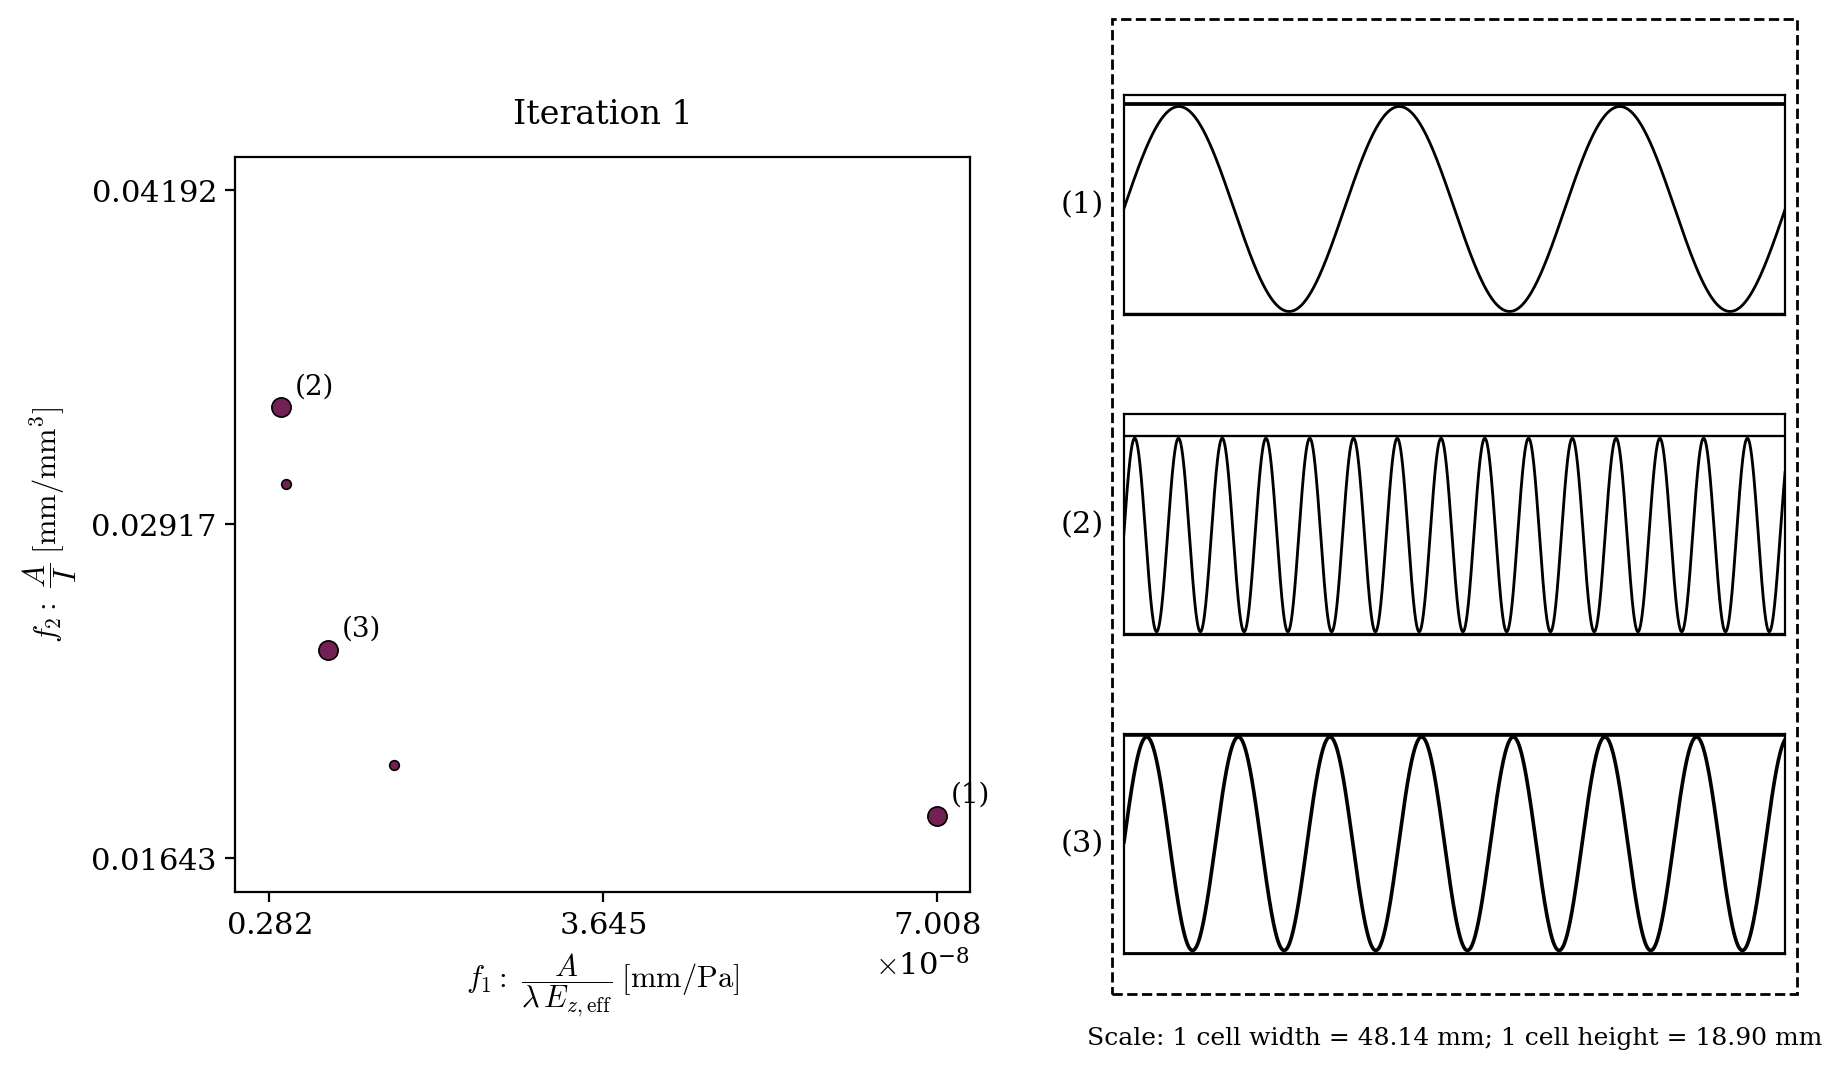 Iteration 1
0.04192
0.02917
0.01643
f₂ : A/I [mm/mm³]
(2)
(3)
(1)
0.282 3.645 7.008
×10⁻⁸
f₁ : A/(λ E_z,eff) [mm/Pa]
(1)
(2)
(3)
Scale: 1 cell width = 48.14 mm; 1 cell height = 18.90 mm